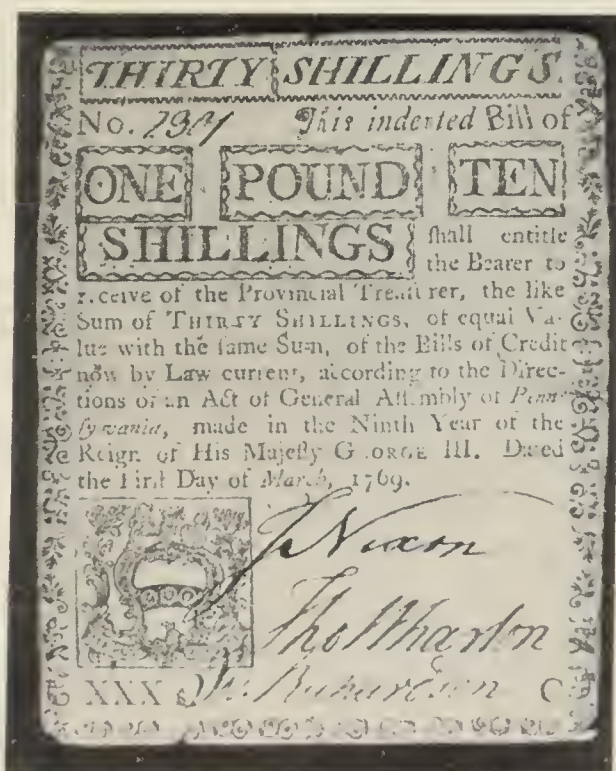 THIRTY SHILLINGS.
No. This indented Bill of
ONE POUND TEN
SHILLINGS ſhall entitle
the Bearer to
receive of the Provincial Treaſurer, the like
Sum of THIRTY SHILLINGS, of equal Va-
lue with the ſame Sum, of the Bills of Credit
now by Law current, according to the Direc-
tions of an Act of General Aſſembly of Penn-
ſylvania, made in the Ninth Year of the
Reign of His Majeſty GEORGE III. Dated
the Firſt Day of March, 1769.
J Nixon
Tho Wharton
XXX Richardson C